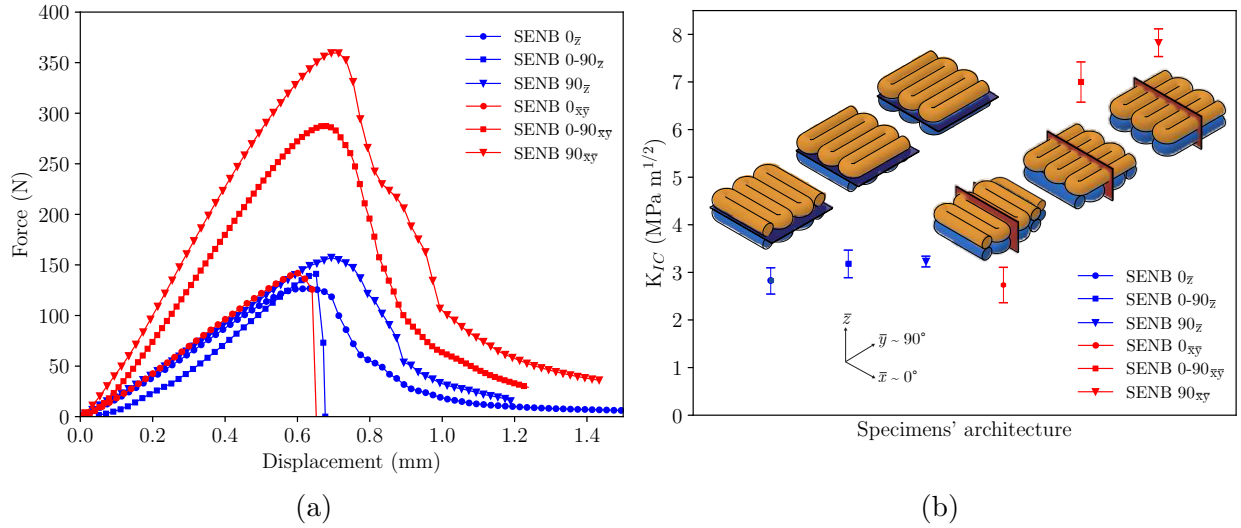 (a)
400
350
300
250
200
150
100
50
0
Force (N)
0.0 0.2 0.4 0.6 0.8 1.0 1.2 1.4
Displacement (mm)
SENB 0z̅
SENB 0-90z̅
SENB 90z̅
SENB 0x̅y̅
SENB 0-90x̅y̅
SENB 90x̅y̅
(a)
(b)
8
7
6
5
4
3
2
1
0
K_IC (MPa m^1/2)
z̅
y̅ ~ 90°
x̅ ~ 0°
SENB 0z̅
SENB 0-90z̅
SENB 90z̅
SENB 0x̅y̅
SENB 0-90x̅y̅
SENB 90x̅y̅
Specimens' architecture
(b)